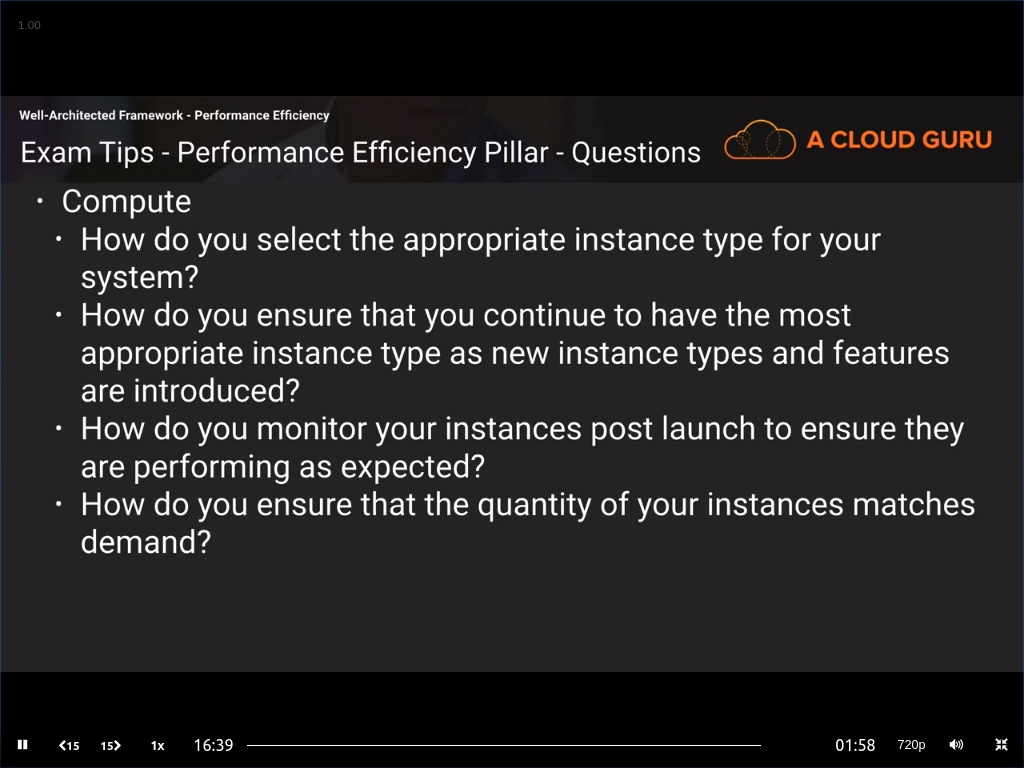 1.00
Well-Architected Framework - Performance Efficiency
Exam Tips - Performance Efficiency Pillar - Questions
A CLOUD GURU
• Compute
• How do you select the appropriate instance type for your
system?
• How do you ensure that you continue to have the most
appropriate instance type as new instance types and features
are introduced?
• How do you monitor your instances post launch to ensure they
are performing as expected?
• How do you ensure that the quantity of your instances matches
demand?
15 15 1x 16:39 01:58 720p